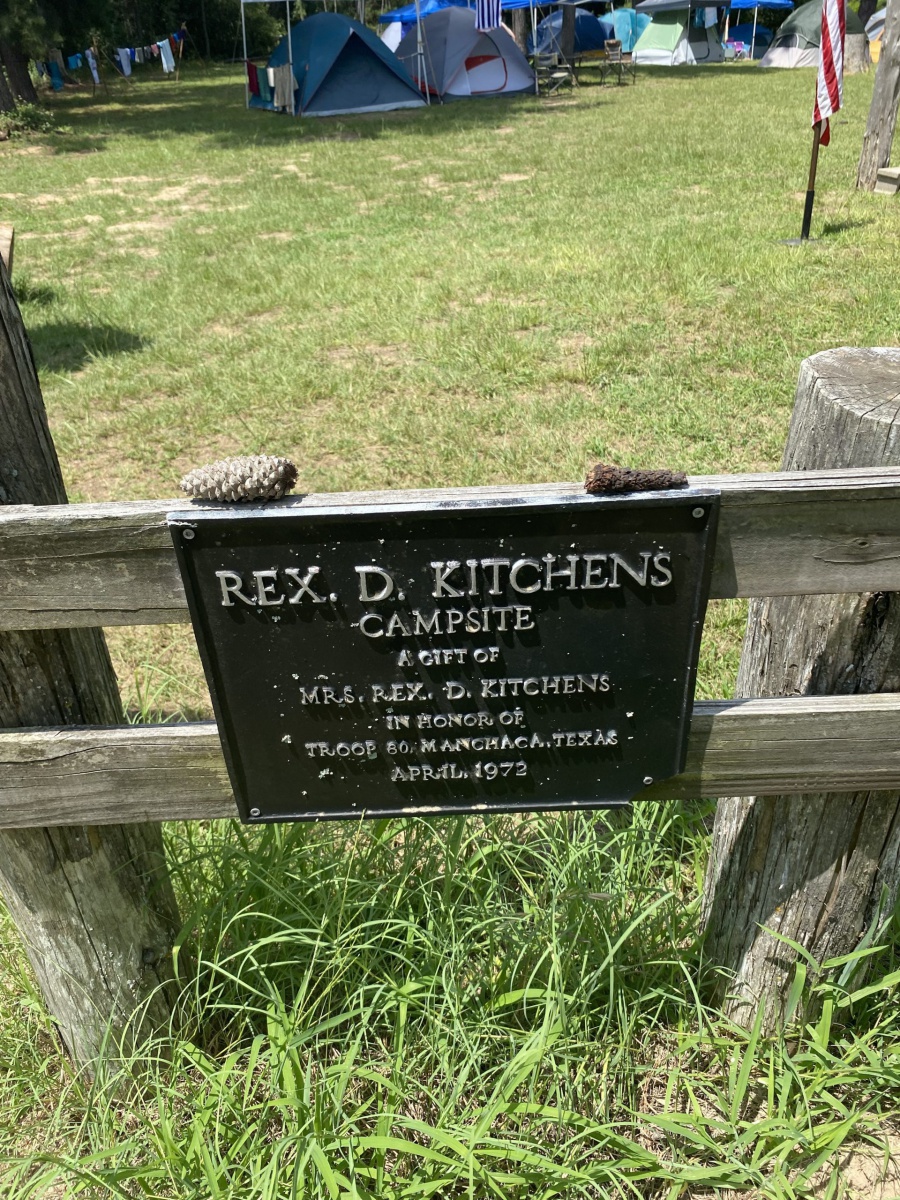 REX. D. KITCHENS
CAMPSITE
A GIFT OF
MRS. REX. D. KITCHENS
IN HONOR OF
TROOP 80, MANCHACA, TEXAS
APRIL, 1972